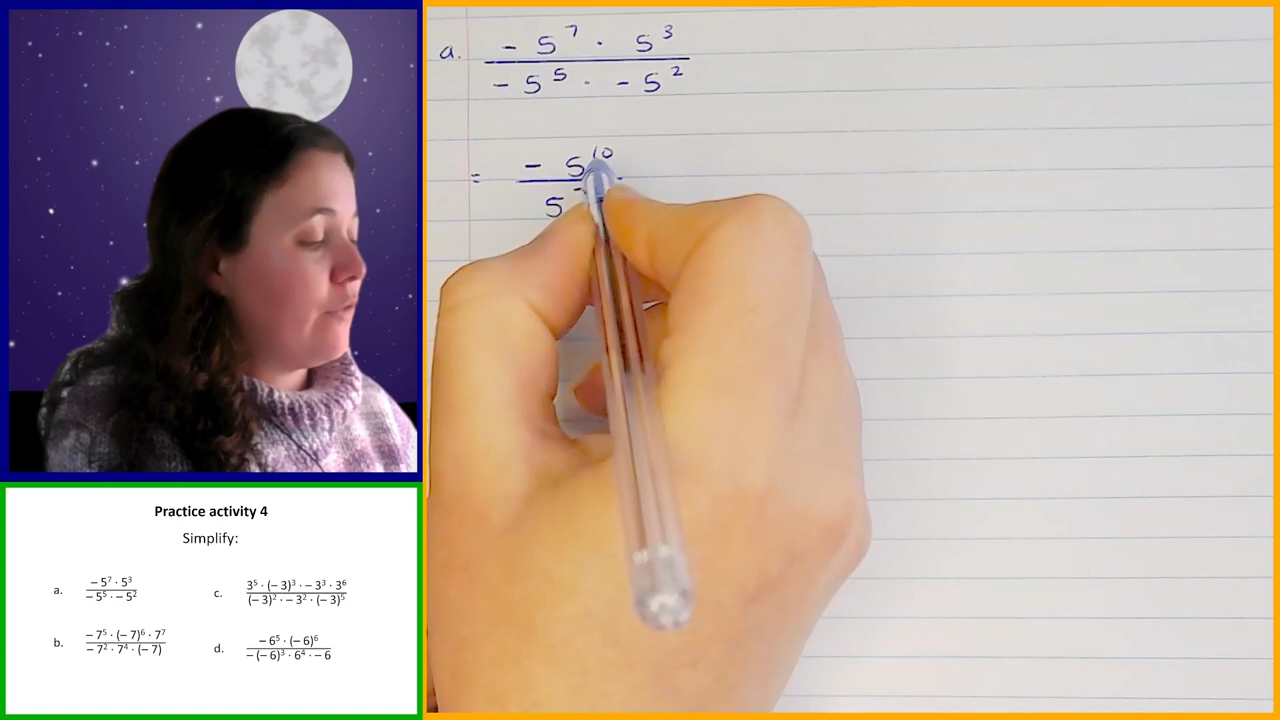 a. - 5⁷ · 5³
- 5⁵ · - 5²
= - 5¹⁰
5
Practice activity 4
Simplify:
a. − 5⁷ · 5³ / − 5⁵ · − 5²
c. 3⁵ · (− 3)³ · − 3³ · 3⁶ / (− 3)² · − 3² · (− 3)⁵
b. − 7⁵ · (− 7)⁶ · 7⁷ / − 7² · 7⁴ · (− 7)
d. − 6⁵ · (− 6)⁶ / − (− 6)³ · 6⁴ · − 6